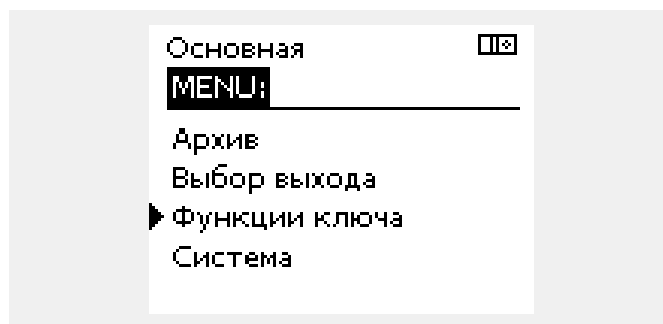 Основная
MENU:
Архив
Выбор выхода
Функции ключа
Система